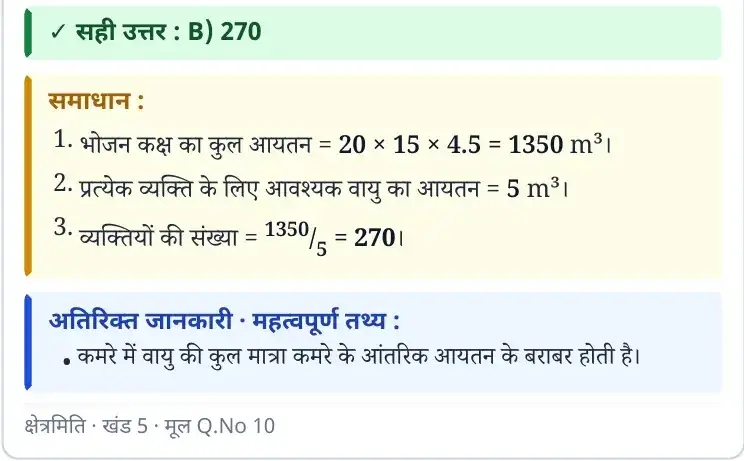 ✓ सही उत्तर : B) 270
समाधान :
1. भोजन कक्ष का कुल आयतन = 20 × 15 × 4.5 = 1350 m³।
2. प्रत्येक व्यक्ति के लिए आवश्यक वायु का आयतन = 5 m³।
3. व्यक्तियों की संख्या = 1350/5 = 270।
अतिरिक्त जानकारी · महत्वपूर्ण तथ्य :
• कमरे में वायु की कुल मात्रा कमरे के आंतरिक आयतन के बराबर होती है।
क्षेत्रमिति · खंड 5 · मूल Q.No 10